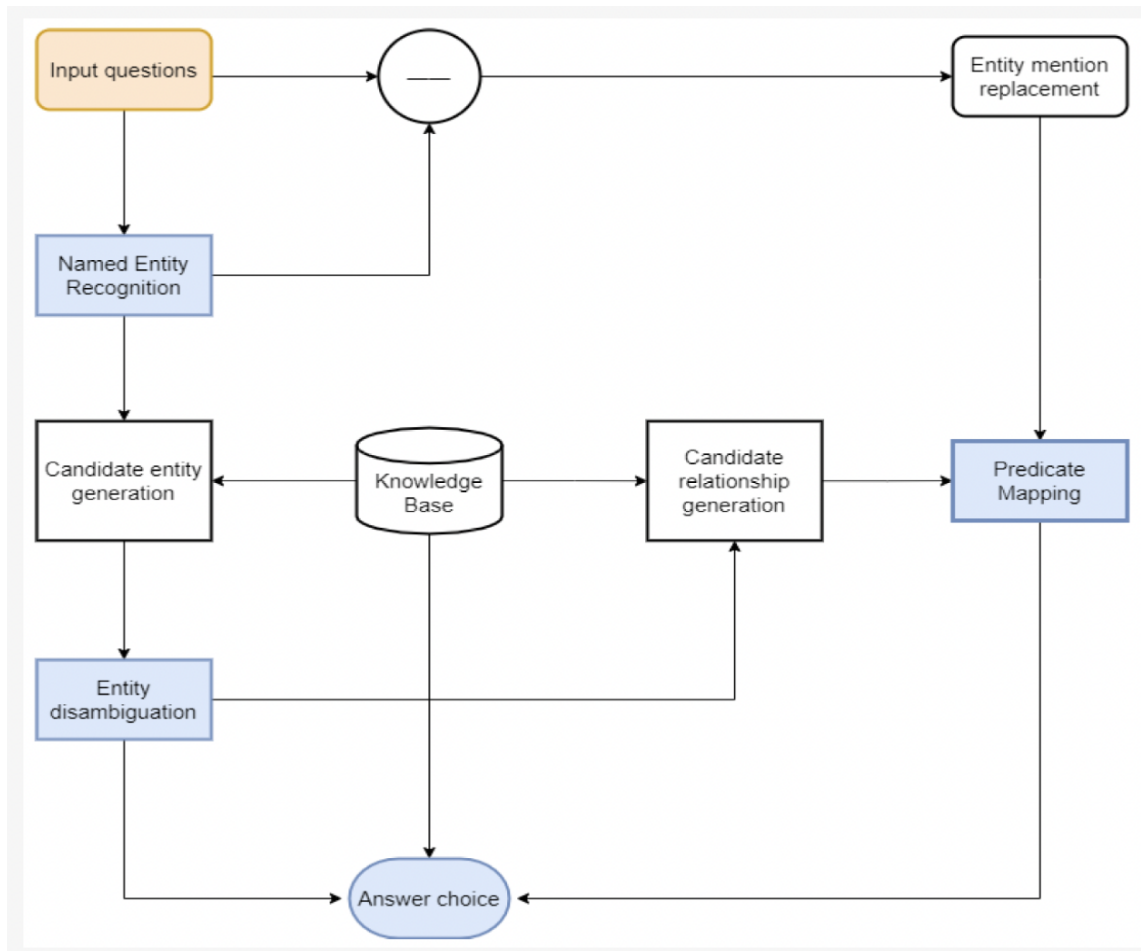 Input questions
Entity mention
replacement
Named Entity
Recognition
Candidate entity
generation
Knowledge
Base
Candidate
relationship
generation
Predicate
Mapping
Entity
disambiguation
Answer choice